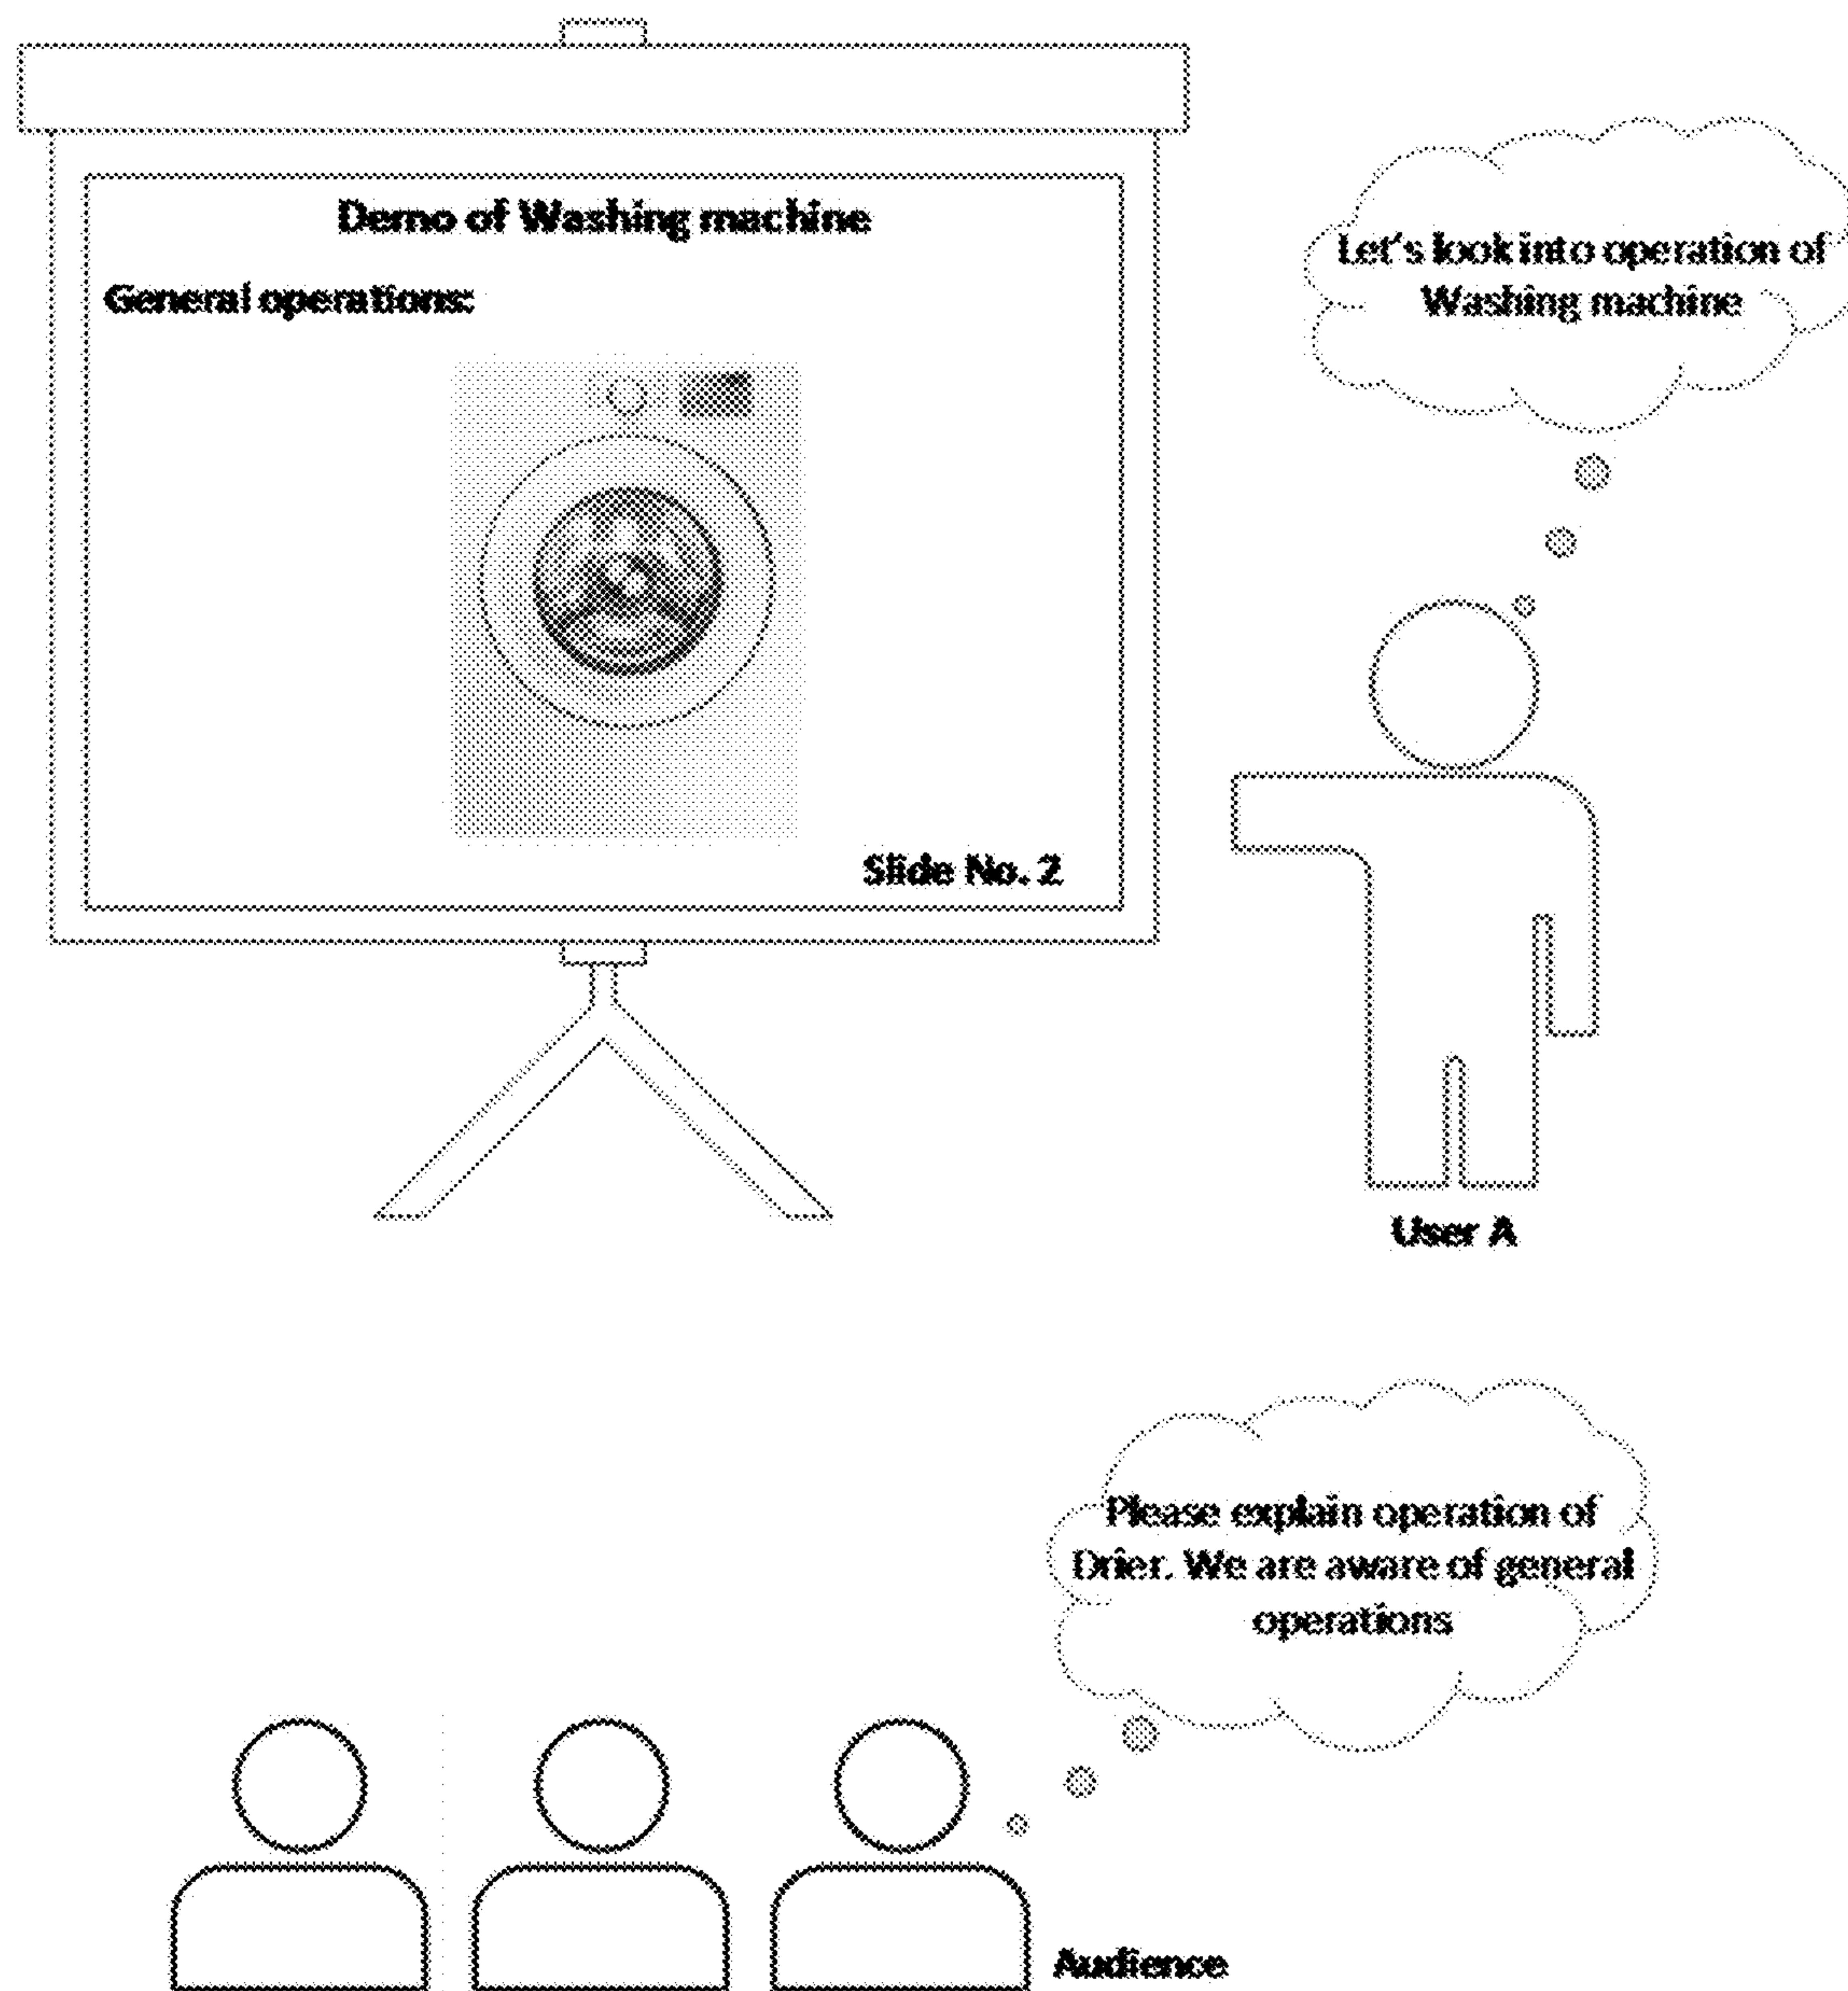 Demo of Washing machine
General operations:
Slide No. 2
Let's look into operation of
Washing machine
User A
Please explain operation of
Drier. We are aware of general
operations
Audience